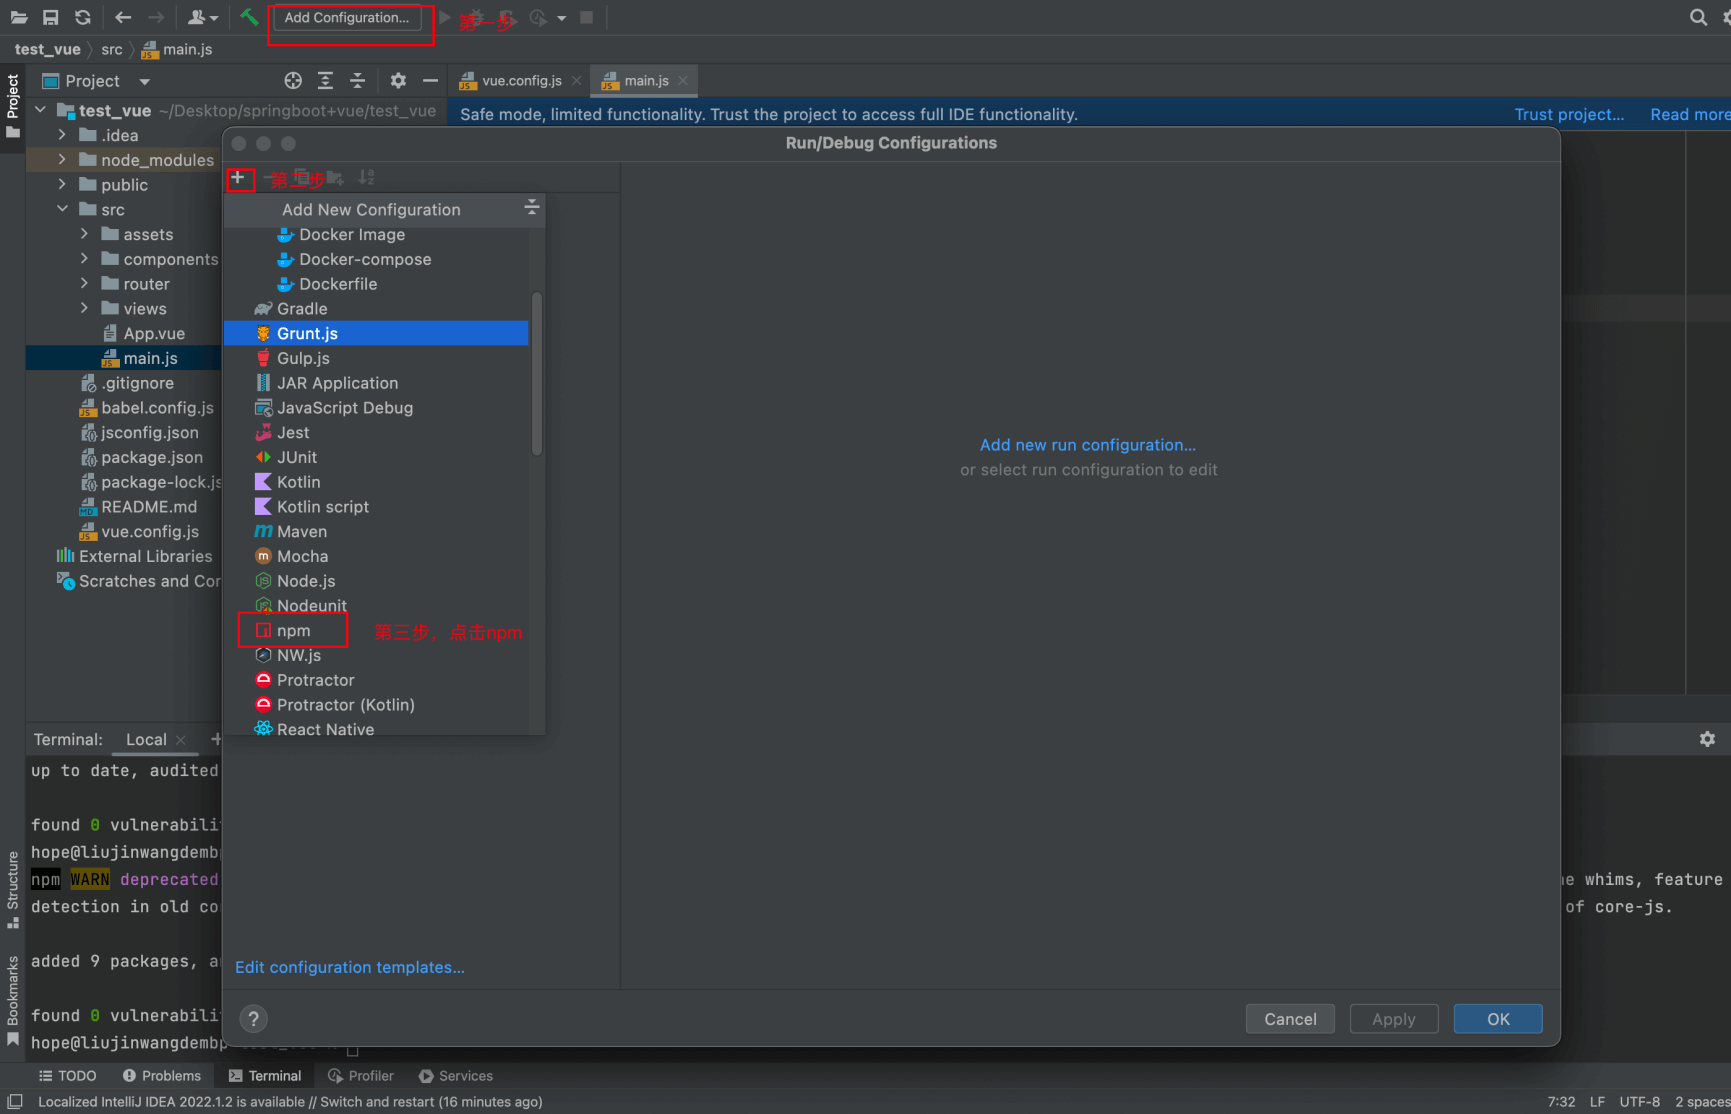 Add Configuration...
第一步
test_vue
src
main.js
Project
Project
vue.config.js
main.js
test_vue ~/Desktop/springboot+vue/test_vue
Safe mode, limited functionality. Trust the project to access full IDE functionality.
Trust project...
Read more
.idea
node_modules
public
src
assets
components
router
views
App.vue
main.js
.gitignore
babel.config.js
jsconfig.json
package.json
package-lock.js
README.md
vue.config.js
External Libraries
Scratches and Con
Run/Debug Configurations
第二步
Add New Configuration
Docker Image
Docker-compose
Dockerfile
Gradle
Grunt.js
Gulp.js
JAR Application
JavaScript Debug
Jest
JUnit
Kotlin
Kotlin script
Maven
Mocha
Node.js
Nodeunit
npm
第三步，点击npm
NW.js
Protractor
Protractor (Kotlin)
React Native
Add new run configuration...
or select run configuration to edit
Edit configuration templates...
?
Cancel
Apply
OK
Terminal:
Local
up to date, audited
found 0 vulnerabili
hope@liujinwangdemb
npm WARN deprecated
whims, feature
detection in old co
of core-js.
added 9 packages, a
found 0 vulnerabili
hope@liujinwangdembp
Structure
Bookmarks
TODO
Problems
Terminal
Profiler
Services
Localized IntelliJ IDEA 2022.1.2 is available // Switch and restart (16 minutes ago)
7:32
LF
UTF-8
2 spaces